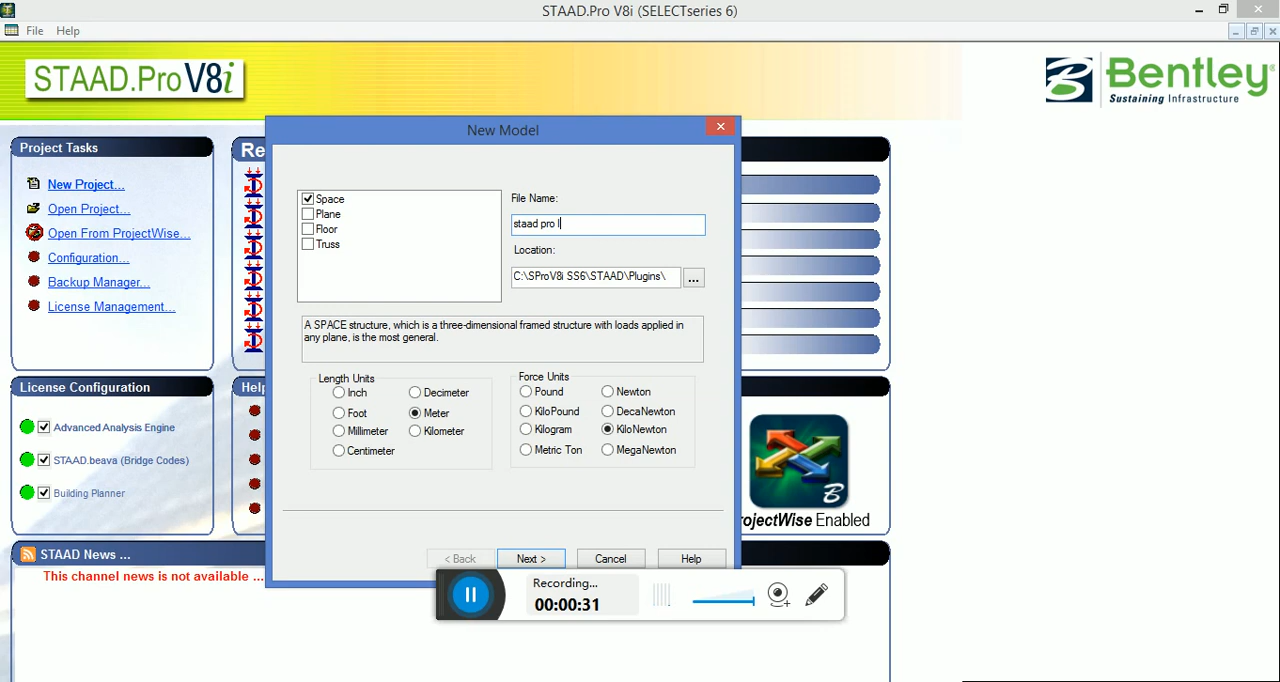 STAAD.Pro V8i (SELECTseries 6)
File Help
STAAD.Pro V8i
Bentley
Sustaining Infrastructure
Project Tasks
New Project...
Open Project...
Open From ProjectWise...
Configuration...
Backup Manager...
License Management...
Re
New Model
Space
Plane
Floor
Truss
File Name:
staad pro l
Location:
C:\SProV8i SS6\STAAD\Plugins\
...
A SPACE structure, which is a three-dimensional framed structure with loads applied in
any plane, is the most general.
Length Units
Inch Decimeter
Foot Meter
Millimeter Kilometer
Centimeter
Force Units
Pound Newton
KiloPound DecaNewton
Kilogram KiloNewton
Metric Ton MegaNewton
< Back Next > Cancel Help
License Configuration
Advanced Analysis Engine
STAAD.beava (Bridge Codes)
Building Planner
Help
ojectWise Enabled
STAAD News ...
This channel news is not available ...
Recording...
00:00:31